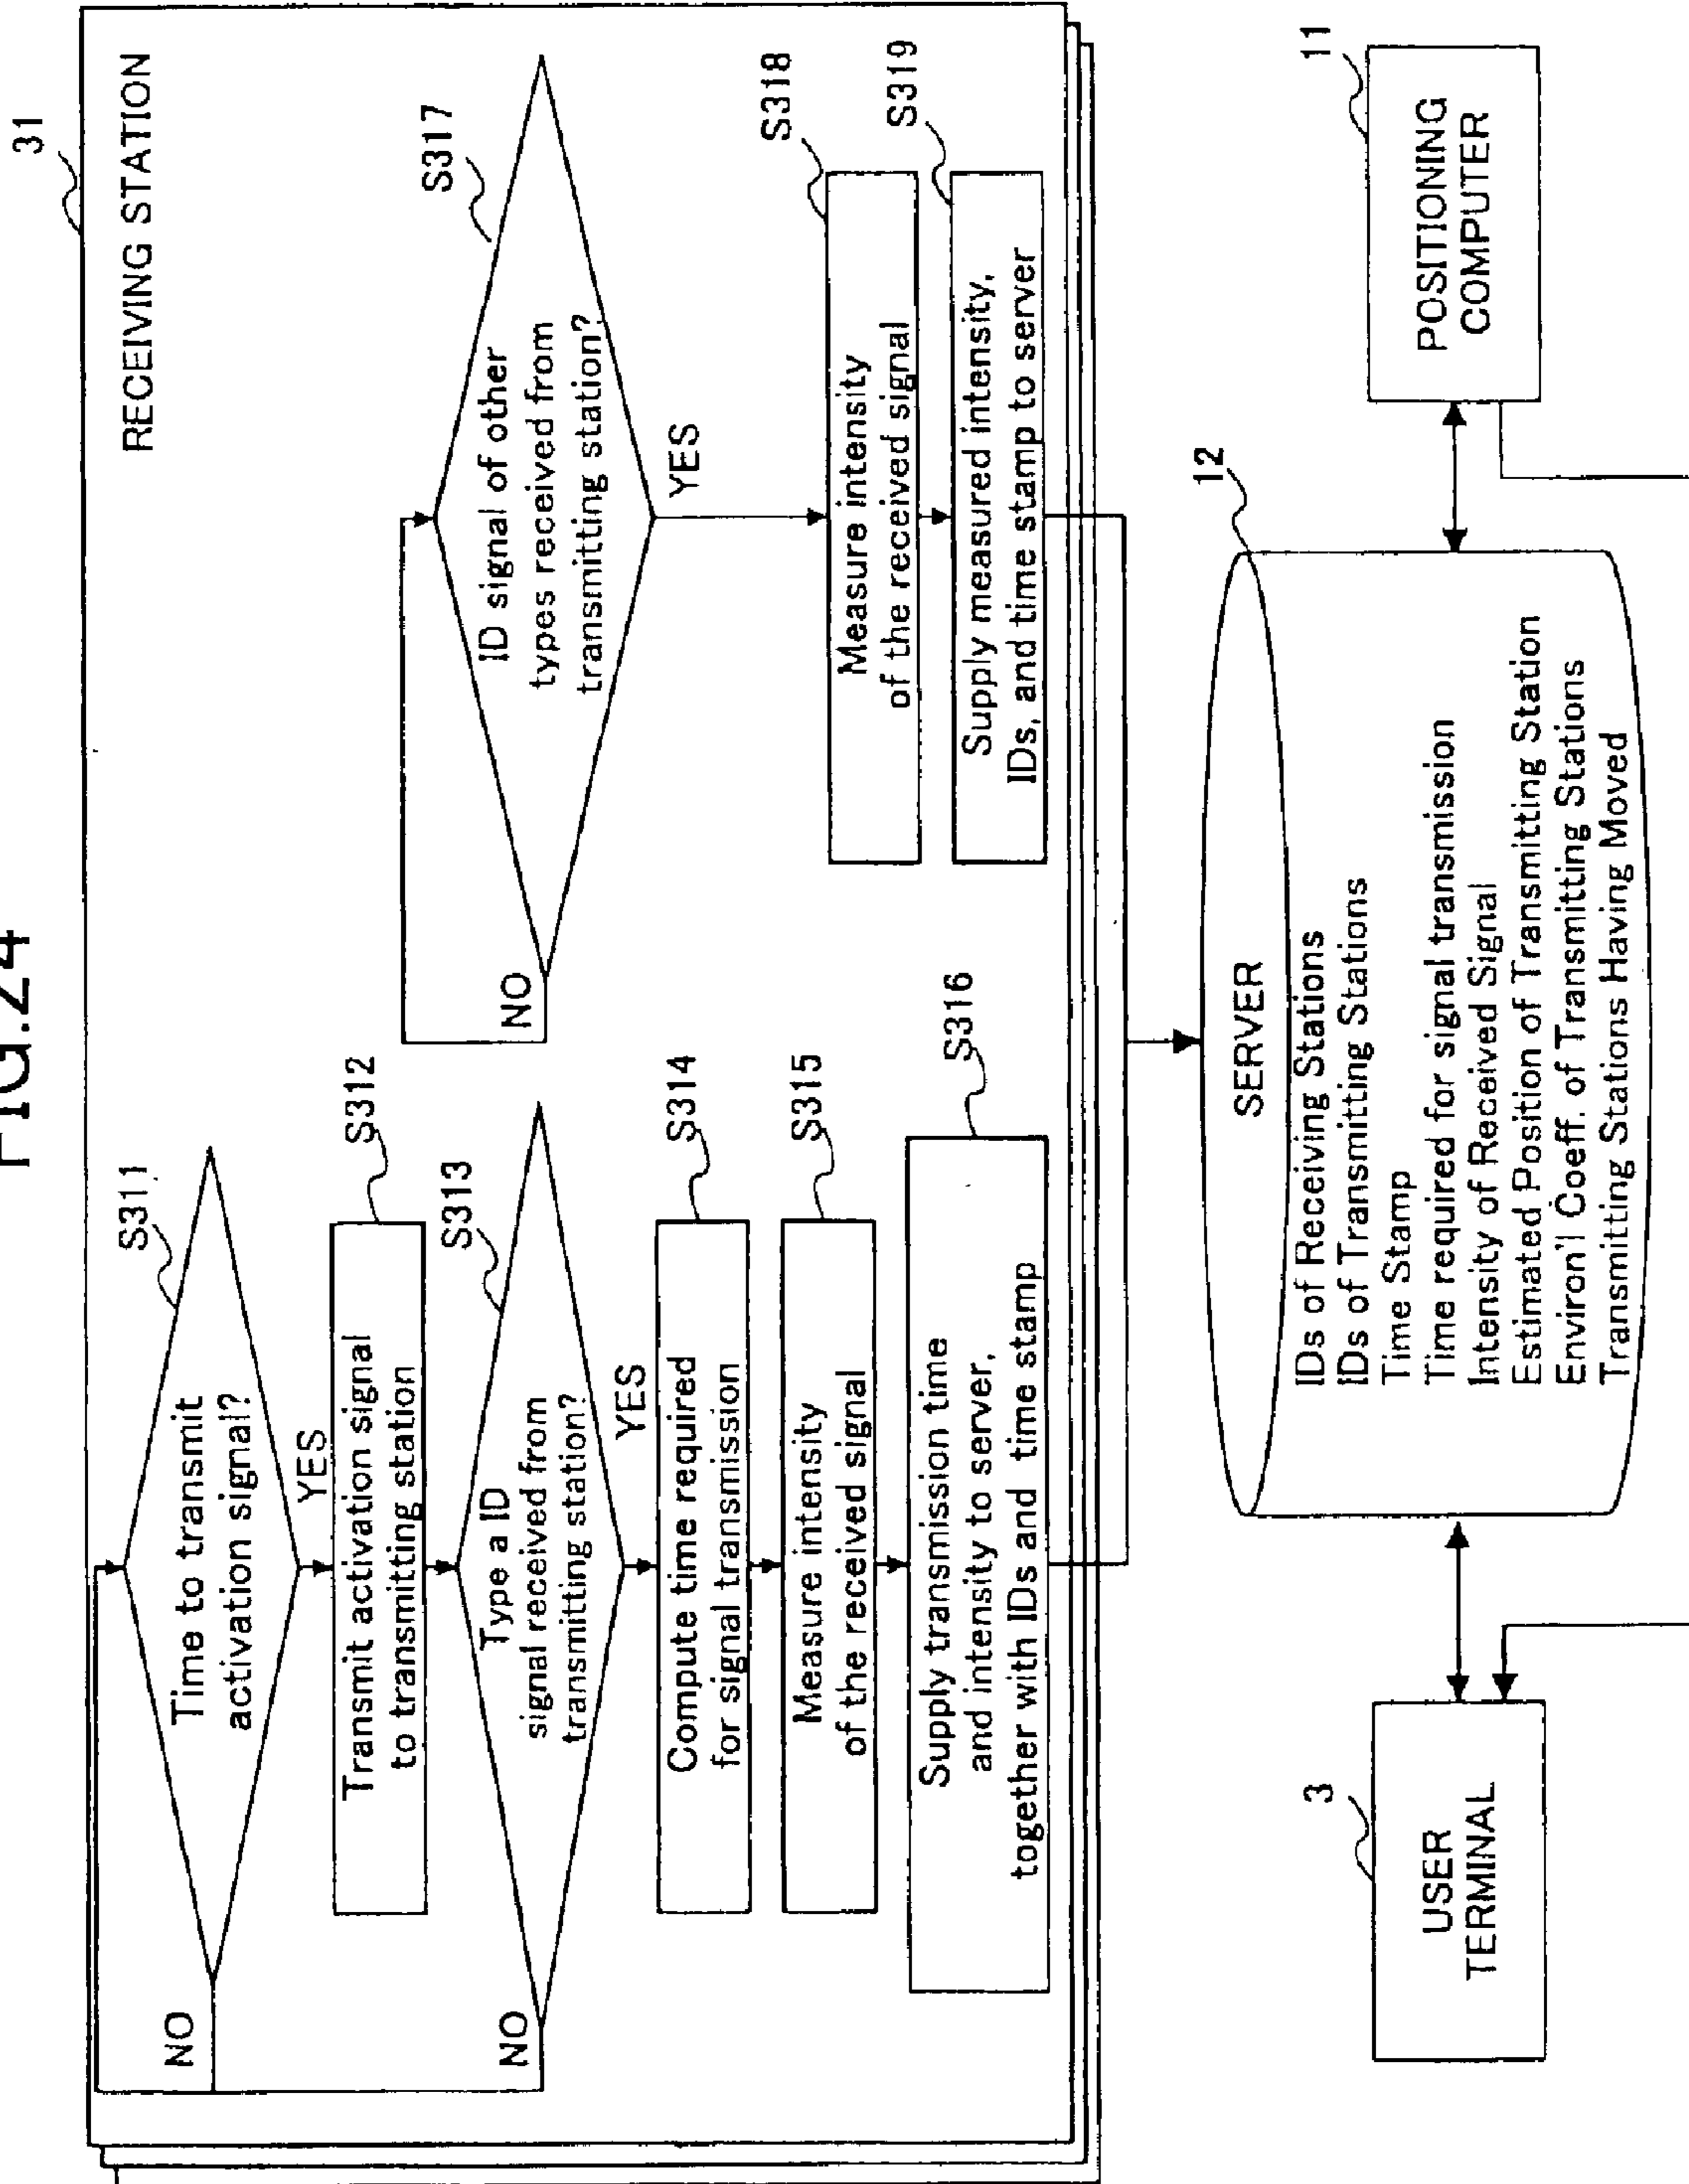 FIG.24
31
RECEIVING STATION
S311
Time to transmit
activation signal?
NO
YES
S312
Transmit activation signal
to transmitting station
S313
Type a ID
signal received from
transmitting station?
NO
YES
S314
Compute time required
for signal transmission
S315
Measure intensity
of the received signal
S316
Supply transmission time
and intensity to server,
together with IDs and time stamp
S317
ID signal of other
types received from
transmitting station?
NO
YES
S318
Measure intensity
of the received signal
S319
Supply measured intensity,
IDs, and time stamp to server
12
SERVER
IDs of Receiving Stations
IDs of Transmitting Stations
Time Stamp
Time required for signal transmission
Intensity of Received Signal
Estimated Position of Transmitting Station
Environ'l Coeff. of Transmitting Stations
Transmitting Stations Having Moved
3
USER
TERMINAL
11
POSITIONING
COMPUTER